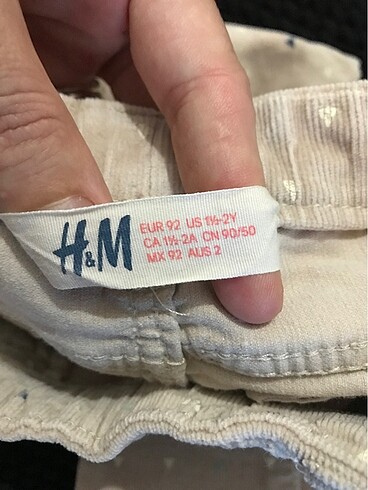 H&M
EUR 92 US 1½-2Y
CA 1½-2A CN 90/50
MX 92 AUS 2